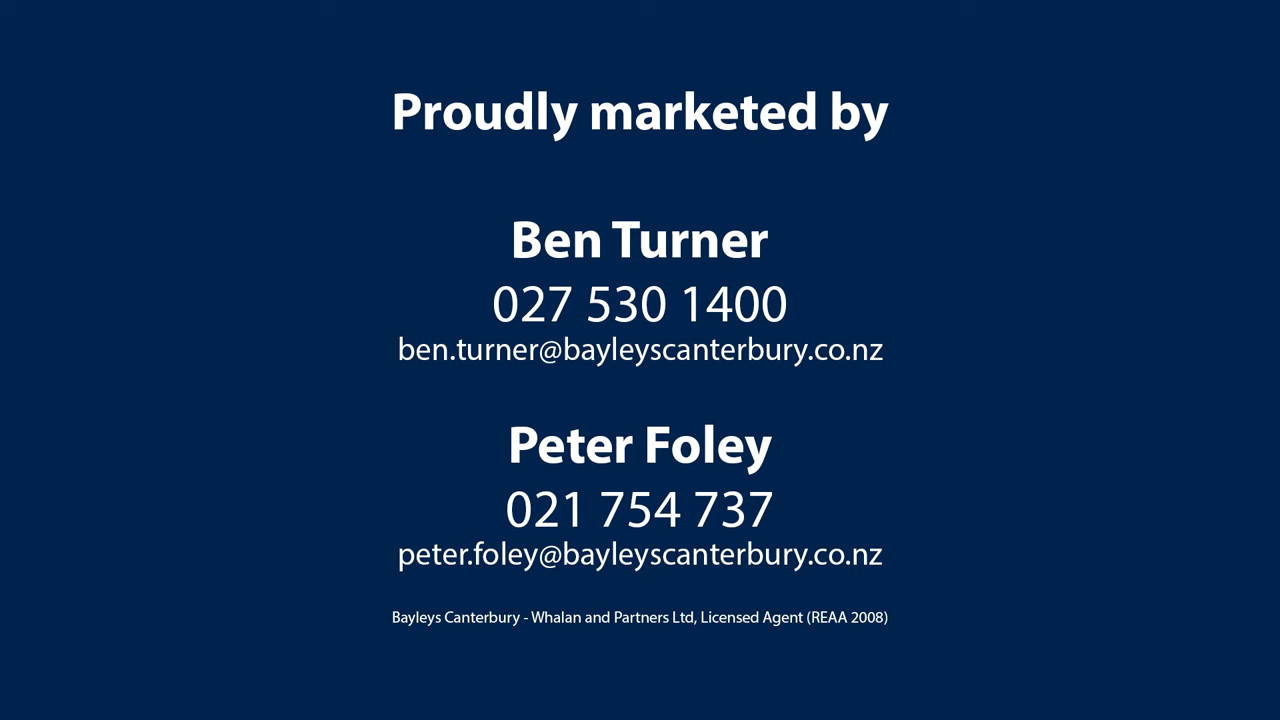 Proudly marketed by
Ben Turner
027 530 1400
ben.turner@bayleyscanterbury.co.nz
Peter Foley
021 754 737
peter.foley@bayleyscanterbury.co.nz
Bayleys Canterbury - Whalan and Partners Ltd, Licensed Agent (REAA 2008)